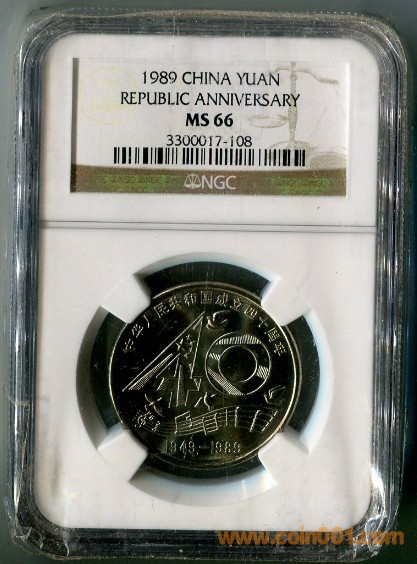 1989 CHINA YUAN
REPUBLIC ANNIVERSARY
MS 66
3300017-108
NGC
中华人民共和国成立四十周年
40
1949-1989
www.coin001.com